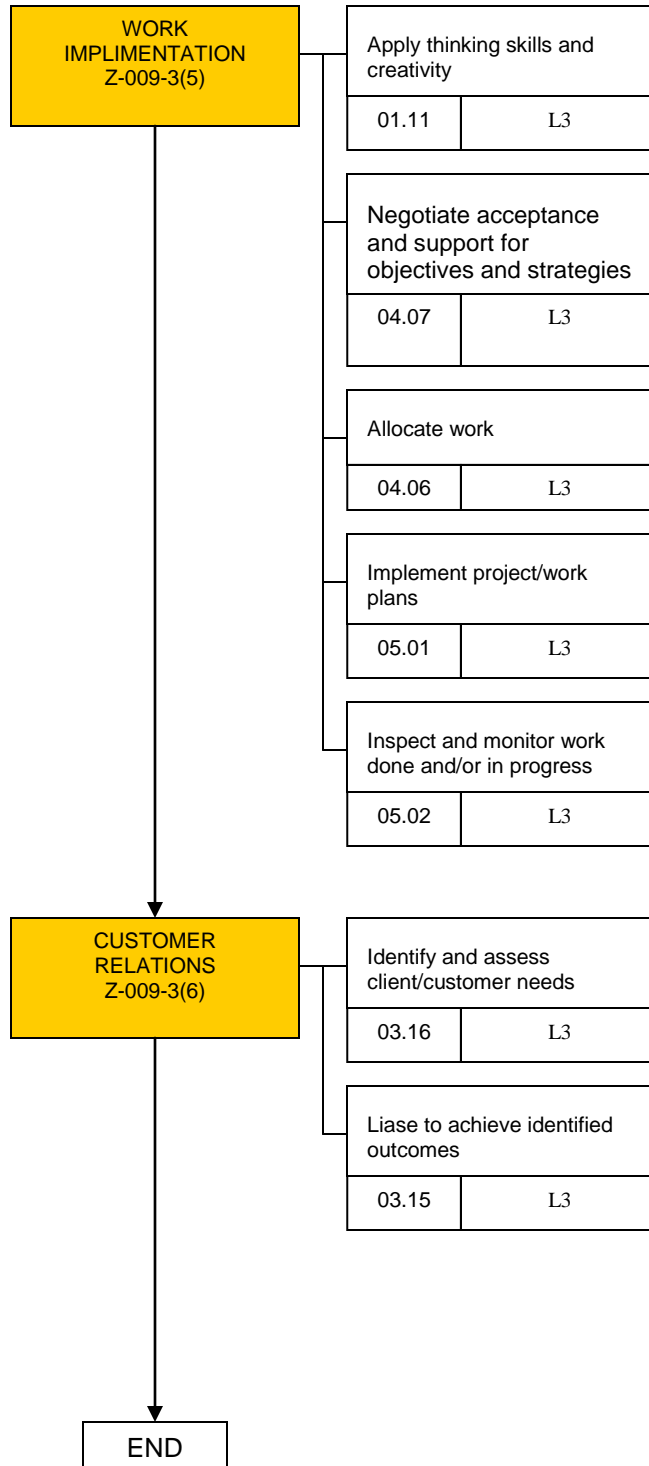 WORK
IMPLIMENTATION
Z-009-3(5)
Apply thinking skills and
creativity
01.11 L3
Negotiate acceptance
and support for
objectives and strategies
04.07 L3
Allocate work
04.06 L3
Implement project/work
plans
05.01 L3
Inspect and monitor work
done and/or in progress
05.02 L3
CUSTOMER
RELATIONS
Z-009-3(6)
Identify and assess
client/customer needs
03.16 L3
Liase to achieve identified
outcomes
03.15 L3
END